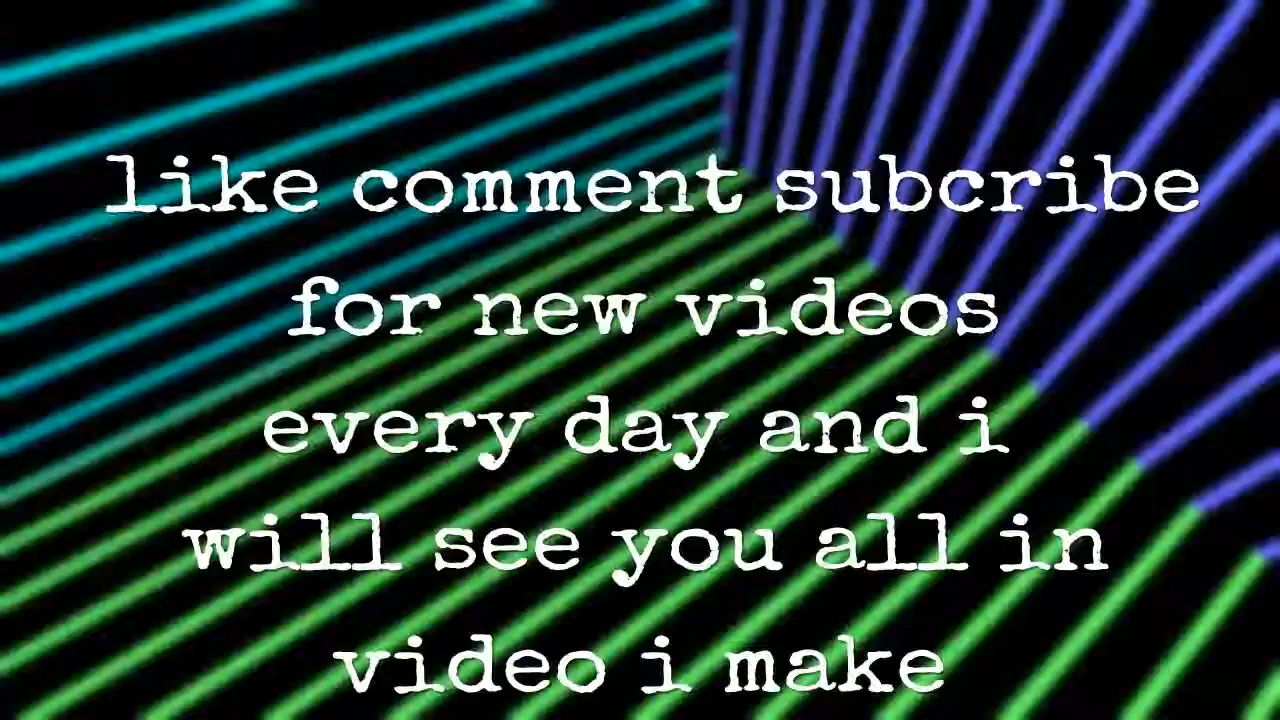 like comment subcribe
for new videos
every day and i
will see you all in
video i make